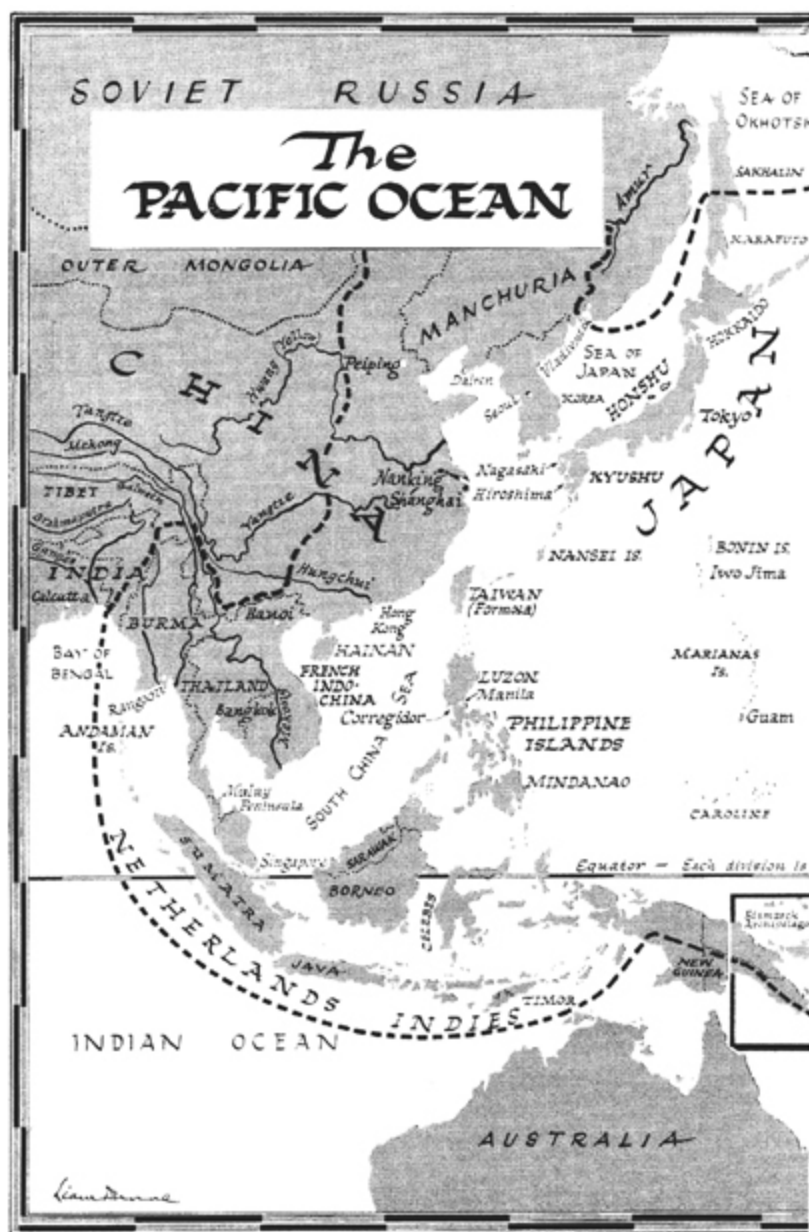 SOVIET RUSSIA
The
PACIFIC OCEAN
SEA OF
OKHOTSK
SAKHALIN
KARAFUTO
Amur
OUTER MONGOLIA
MANCHURIA
HOKKAIDO
Vladivostok
SEA OF
JAPAN
CHINA
Hwang
Yellow
Peiping
Dairen
Seoul
KOREA
HONSHU
Tokyo
JAPAN
Yangtze
Mekong
Salween
TIBET
Brahmaputra
Ganges
INDIA
Calcutta
Nanking
Shanghai
Yangtze
Nagasaki
Hiroshima
KYUSHU
NANSEI IS.
BONIN IS.
Iwo Jima
Hungchui
BURMA
Hanoi
Hong
Kong
TAIWAN
(Formosa)
HAINAN
BAY OF
BENGAL
FRENCH
INDO-
CHINA
MARIANAS
IS.
Rangoon
THAILAND
Bangkok
MEKONG
LUZON
Manila
Corregidor
Guam
ANDAMAN
IS.
SOUTH CHINA SEA
PHILIPPINE
ISLANDS
MINDANAO
Malay
Peninsula
CAROLINE
Singapore
SARAWAK
Equator — Each division is
SUMATRA
BORNEO
CELEBES
Bismarck
Archipelago
NEW
GUINEA
JAVA
TIMOR
NETHERLANDS INDIES
INDIAN OCEAN
AUSTRALIA